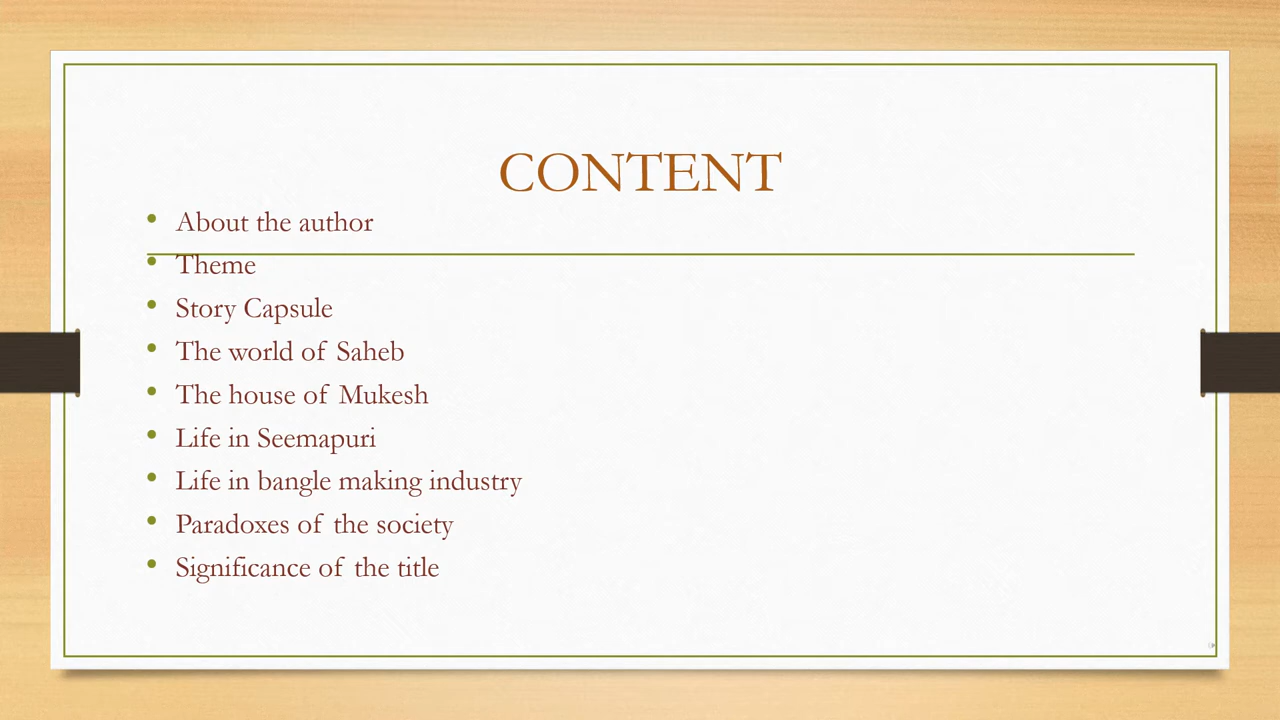 CONTENT
• About the author
• Theme
• Story Capsule
• The world of Saheb
• The house of Mukesh
• Life in Seemapuri
• Life in bangle making industry
• Paradoxes of the society
• Significance of the title